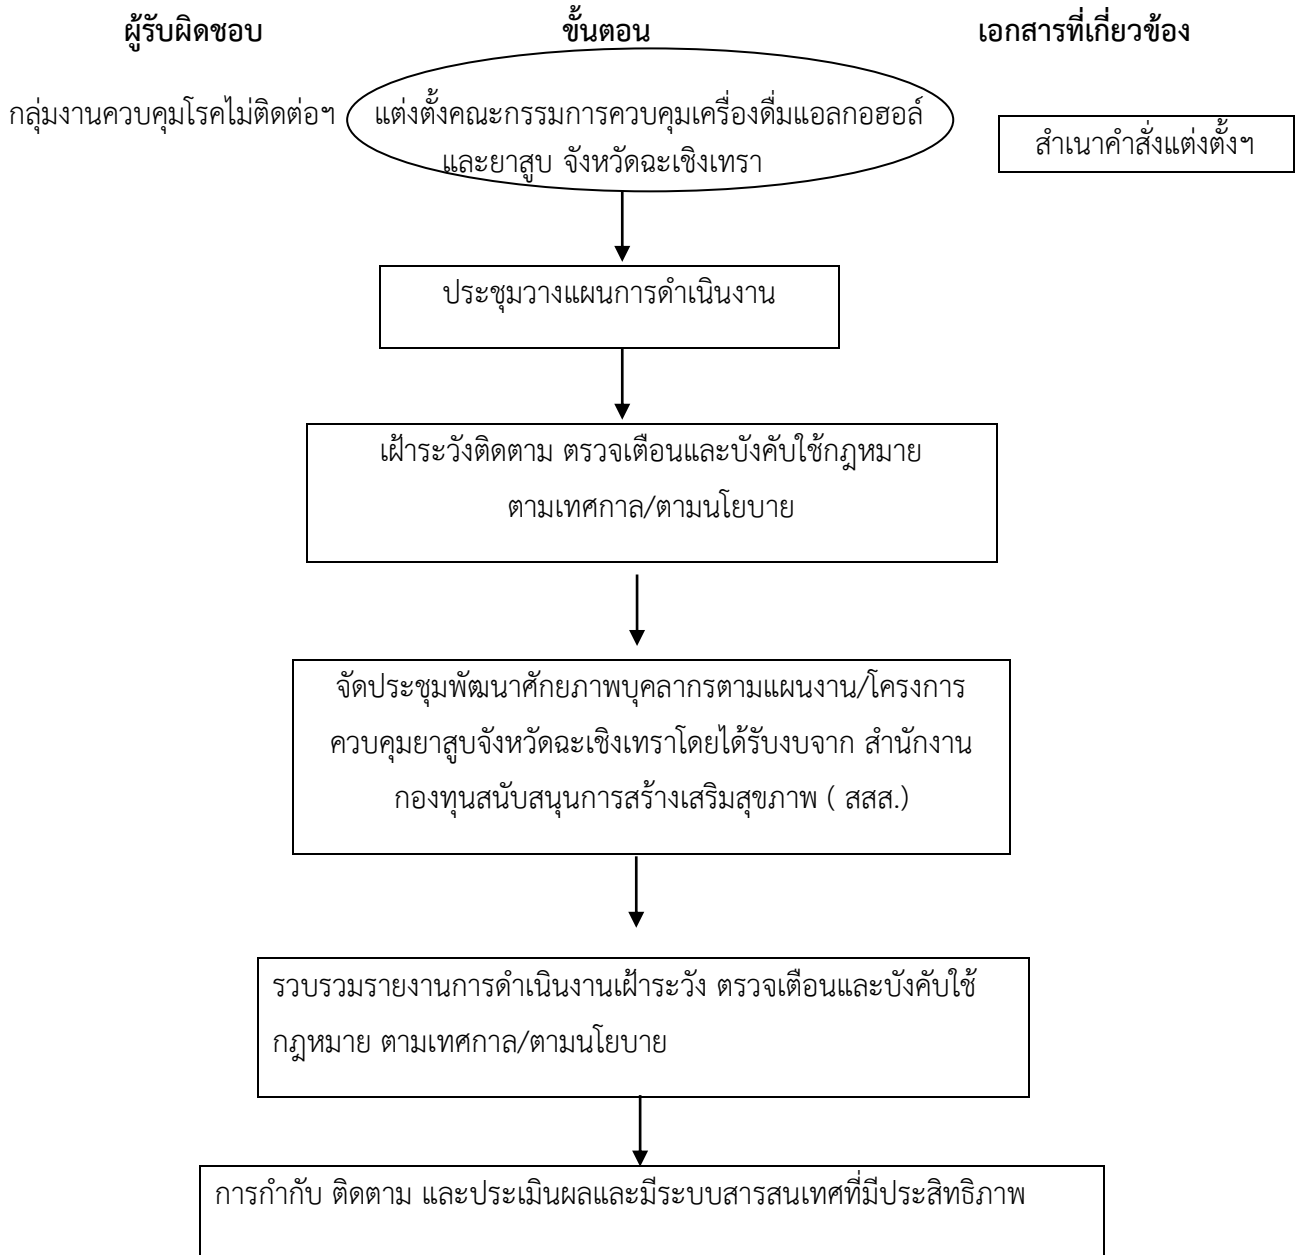 ผู้รับผิดชอบ
ขั้นตอน
เอกสารที่เกี่ยวข้อง
กลุ่มงานควบคุมโรคไม่ติดต่อฯ
แต่งตั้งคณะกรรมการควบคุมเครื่องดื่มแอลกอฮอล์
และยาสูบ จังหวัดฉะเชิงเทรา
สำเนาคำสั่งแต่งตั้งฯ
ประชุมวางแผนการดำเนินงาน
เฝ้าระวังติดตาม ตรวจเตือนและบังคับใช้กฎหมาย
ตามเทศกาล/ตามนโยบาย
จัดประชุมพัฒนาศักยภาพบุคลากรตามแผนงาน/โครงการ
ควบคุมยาสูบจังหวัดฉะเชิงเทราโดยได้รับงบจาก สำนักงาน
กองทุนสนับสนุนการสร้างเสริมสุขภาพ ( สสส.)
รวบรวมรายงานการดำเนินงานเฝ้าระวัง ตรวจเตือนและบังคับใช้
กฎหมาย ตามเทศกาล/ตามนโยบาย
การกำกับ ติดตาม และประเมินผลและมีระบบสารสนเทศที่มีประสิทธิภาพ